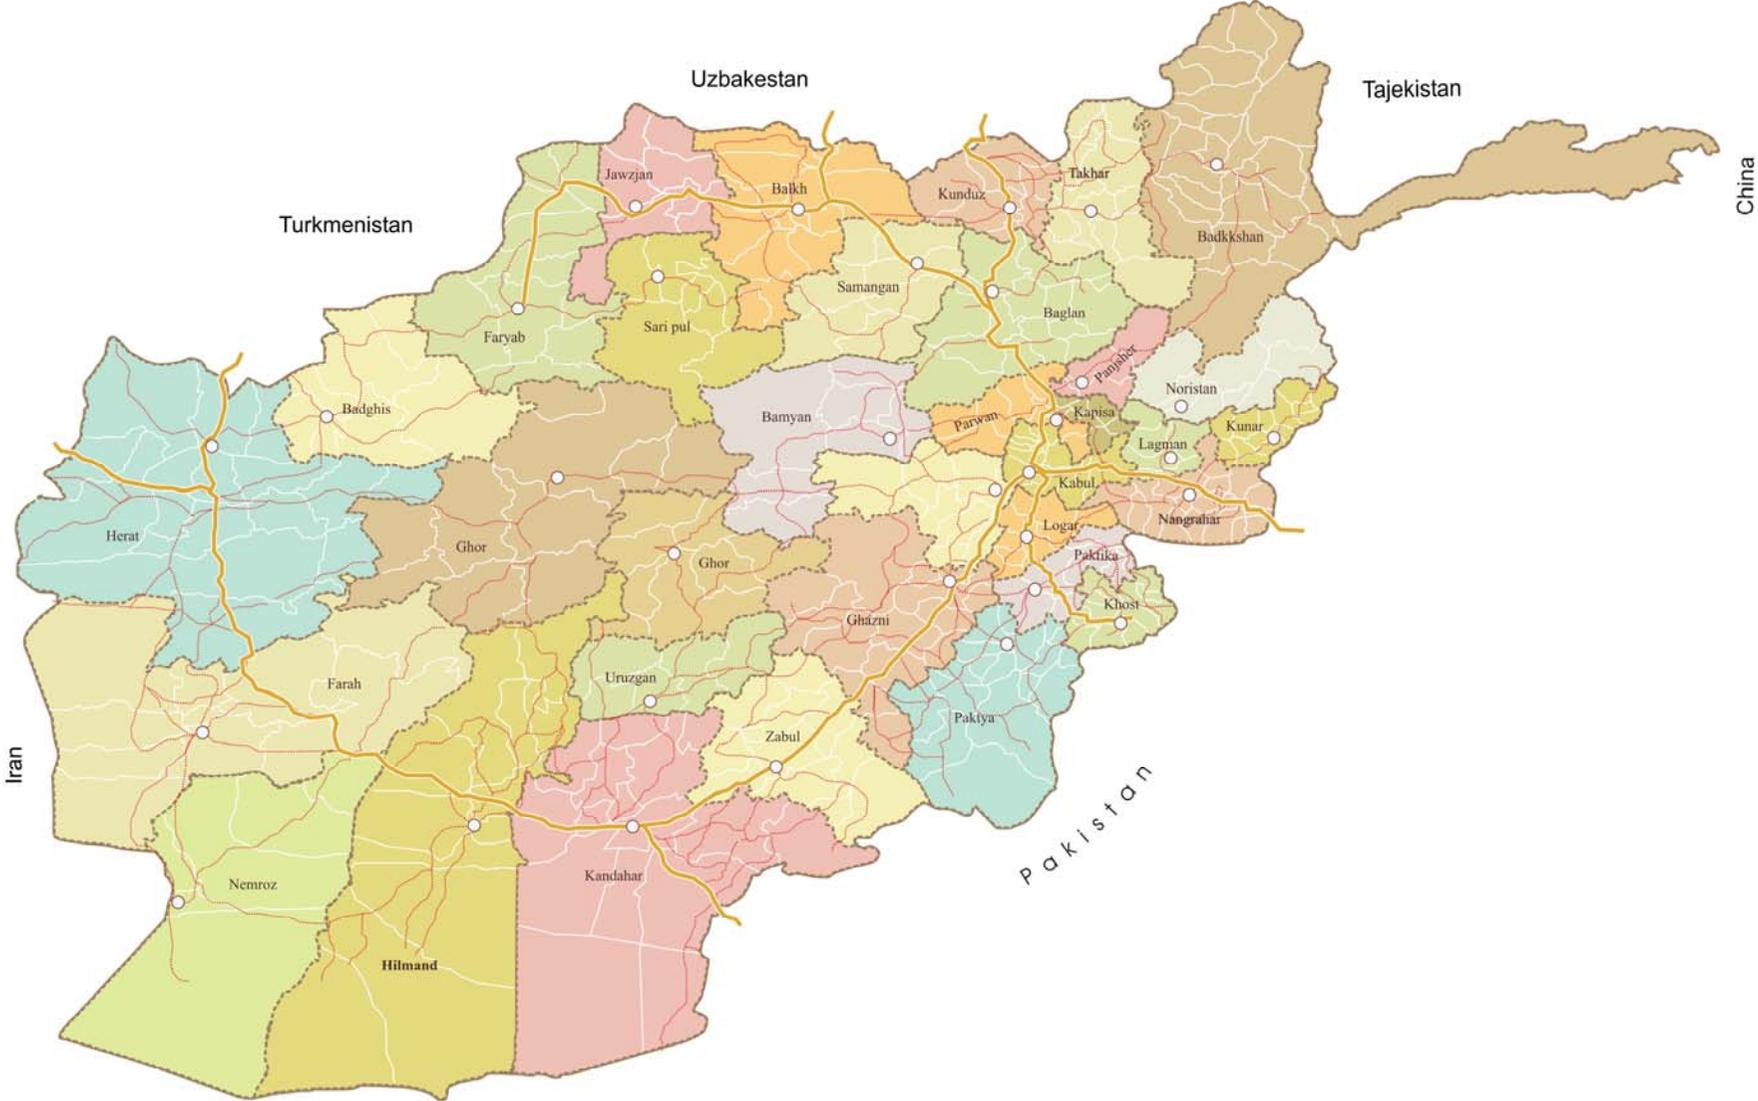 Uzbakestan
Tajekistan
China
Turkmenistan
Jawzjan
Balkh
Kunduz
Takhar
Badkkshan
Samangan
Baglan
Faryab
Sari pul
Panjsher
Noristan
Badghis
Bamyan
Parwan
Kapisa
Kunar
Lagman
Kabul
Herat
Ghor
Ghor
Logar
Nangrahar
Paktika
Khost
Ghazni
Farah
Uruzgan
Paktya
Zabul
Iran
Pakistan
Nemroz
Kandahar
Hilmand